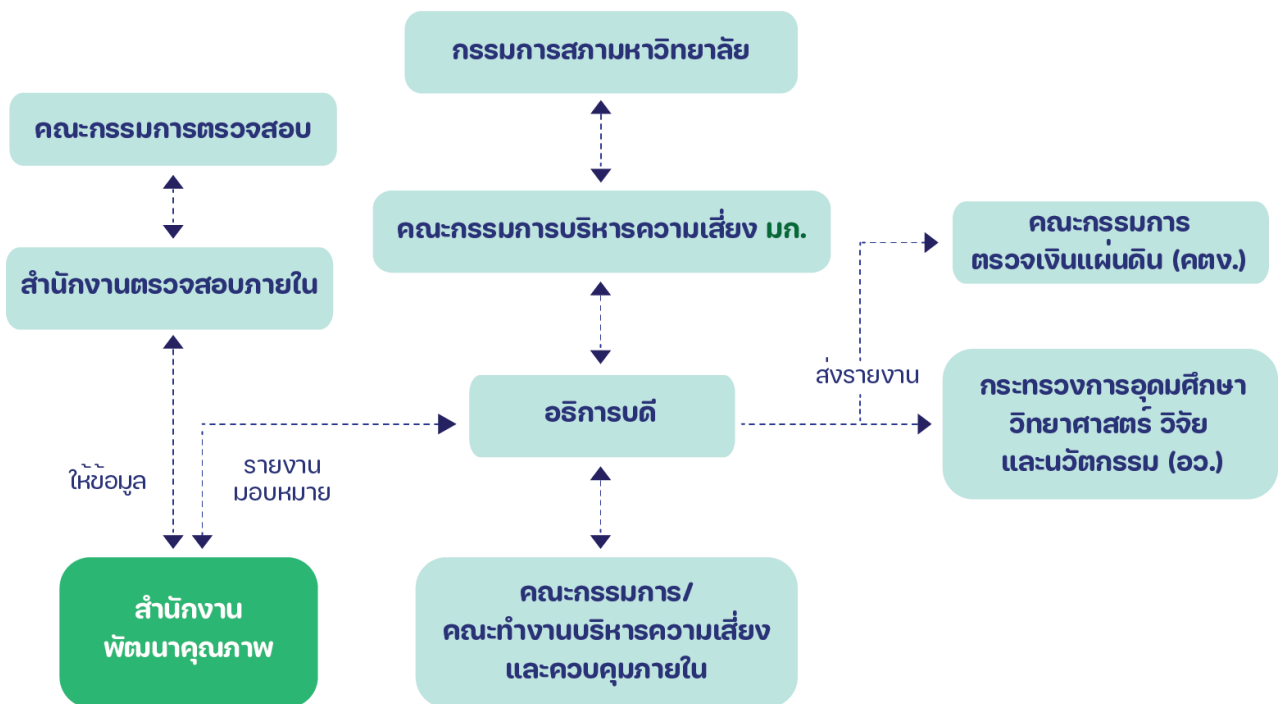 กรรมการสภามหาวิทยาลัย
คณะกรรมการตรวจสอบ
คณะกรรมการบริหารความเสี่ยง มก.
คณะกรรมการ
ตรวจเงินแผ่นดิน (คตง.)
สำนักงานตรวจสอบภายใน
ส่งรายงาน
กระทรวงการอุดมศึกษา
วิทยาศาสตร์ วิจัย
และนวัตกรรม (อว.)
อธิการบดี
ให้ข้อมูล
รายงาน
มอบหมาย
สำนักงาน
พัฒนาคุณภาพ
คณะกรรมการ/
คณะทำงานบริหารความเสี่ยง
และควบคุมภายใน